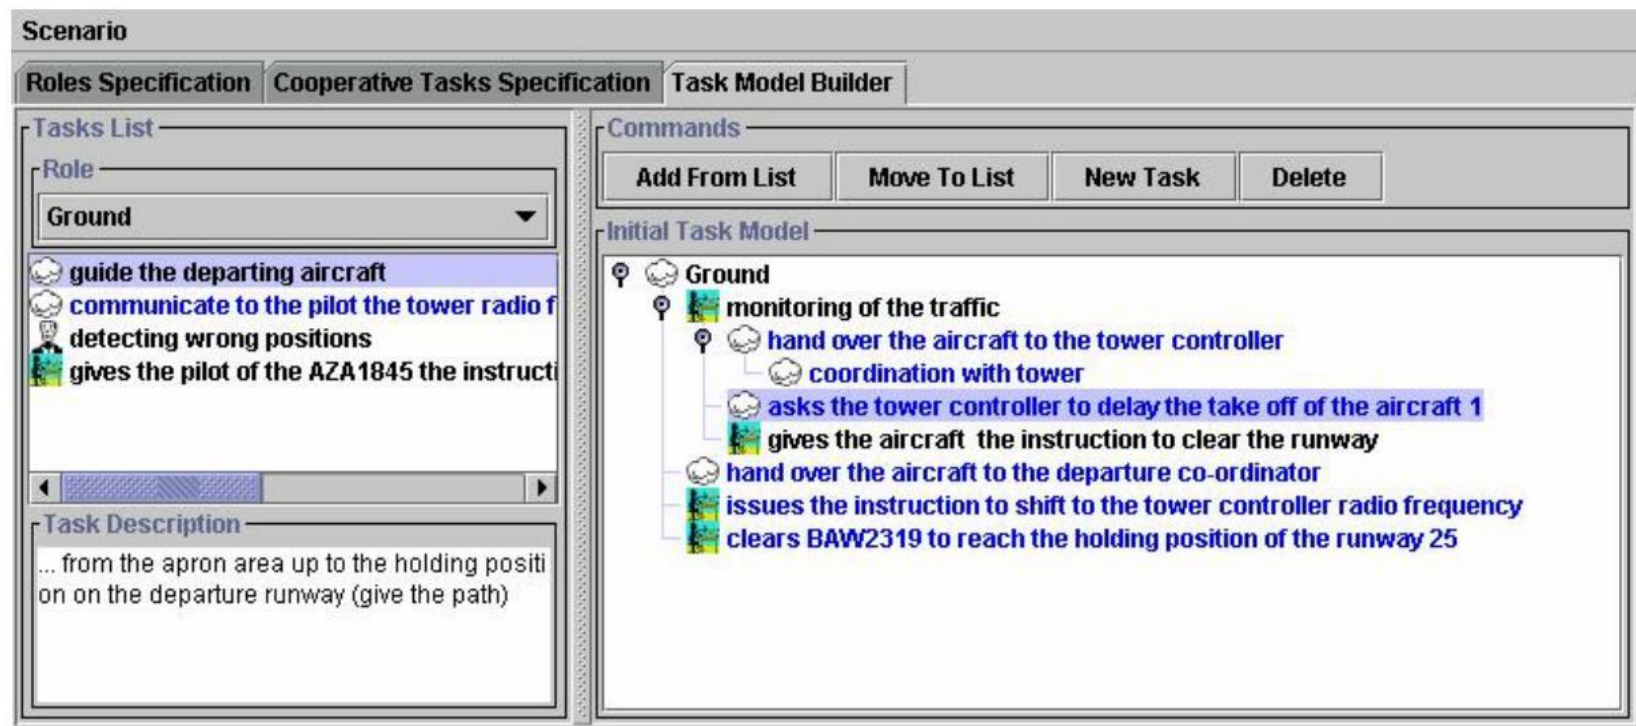 Scenario
Roles Specification
Cooperative Tasks Specification
Task Model Builder
Tasks List
Role
Ground
guide the departing aircraft
communicate to the pilot the tower radio f
detecting wrong positions
gives the pilot of the AZA1845 the instructi
Task Description
... from the apron area up to the holding positi
on on the departure runway (give the path)
Commands
Add From List
Move To List
New Task
Delete
Initial Task Model
Ground
monitoring of the traffic
hand over the aircraft to the tower controller
coordination with tower
asks the tower controller to delay the take off of the aircraft 1
gives the aircraft the instruction to clear the runway
hand over the aircraft to the departure co-ordinator
issues the instruction to shift to the tower controller radio frequency
clears BAW2319 to reach the holding position of the runway 25